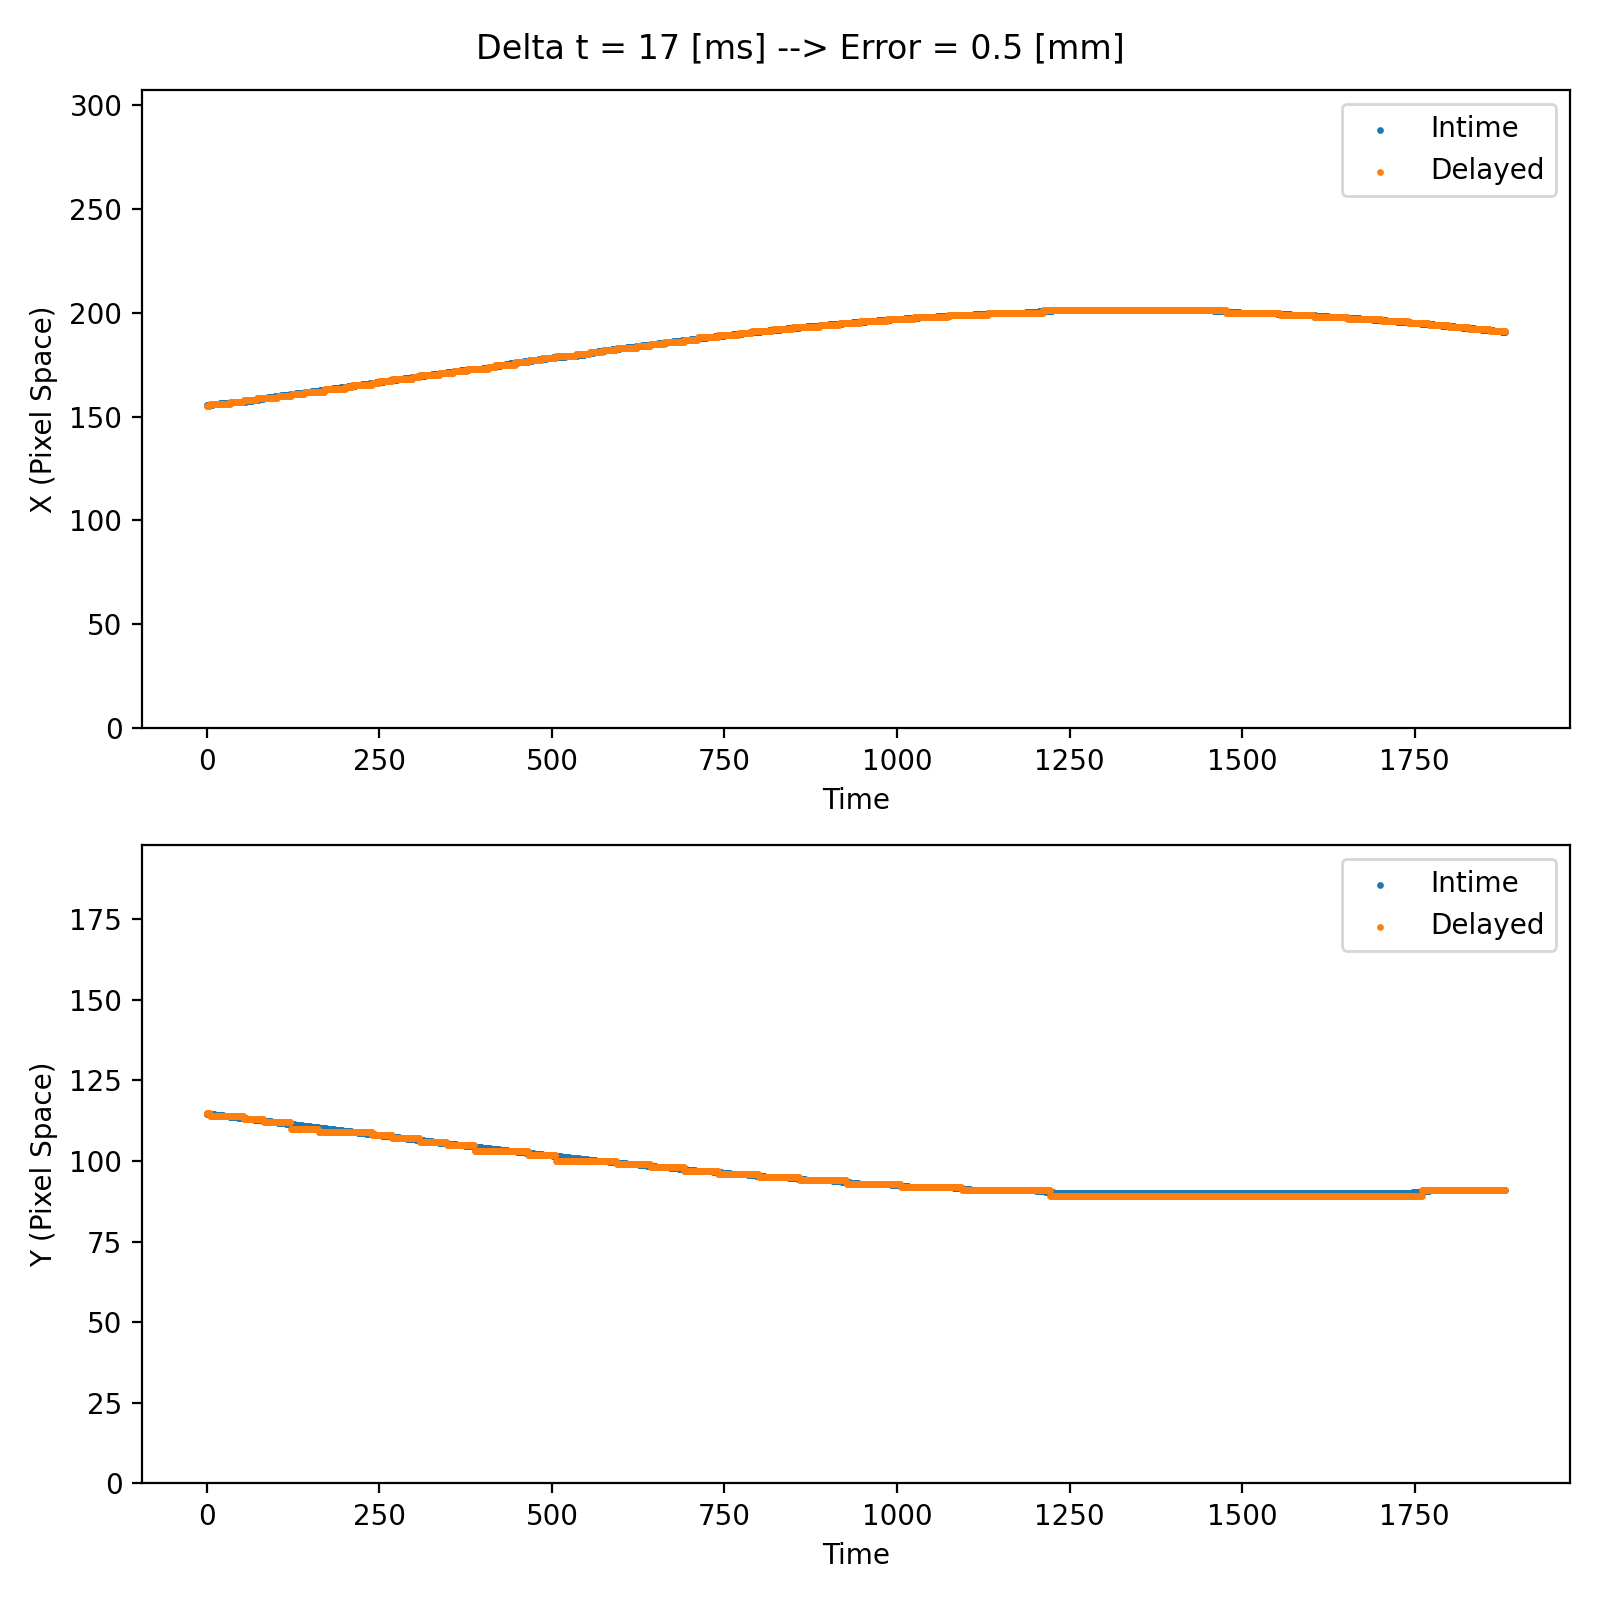 Delta t = 17 [ms] --> Error = 0.5 [mm]
300
250
200
150
100
50
0
X (Pixel Space)
Intime
Delayed
0 250 500 750 1000 1250 1500 1750
Time
175
150
125
100
75
50
25
0
Y (Pixel Space)
Intime
Delayed
0 250 500 750 1000 1250 1500 1750
Time